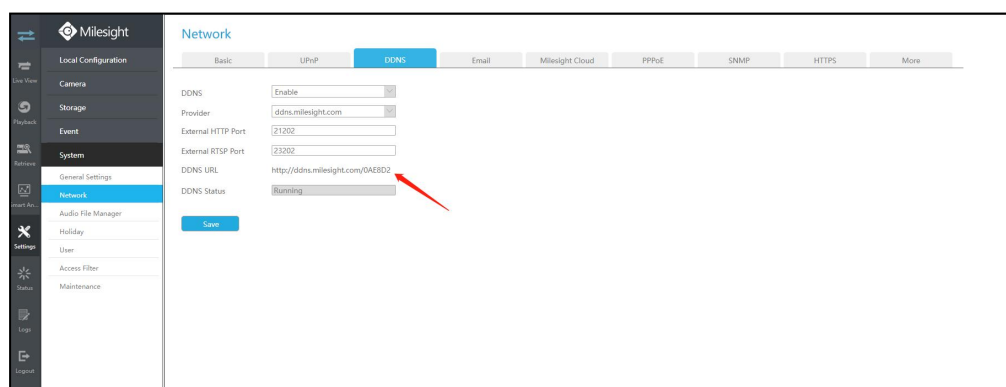 Milesight
Network
Local Configuration
Basic
UPnP
DDNS
Email
Milesight Cloud
PPPoE
SNMP
HTTPS
More
Live View
Camera
DDNS
Enable
Storage
Provider
ddns.milesight.com
Playback
Event
External HTTP Port
21202
System
External RTSP Port
23202
Retrieve
General Settings
DDNS URL
http://ddns.milesight.com/0AE8D2
Network
DDNS Status
Running
Smart An...
Audio File Manager
Holiday
Save
Settings
User
Access Filter
Status
Maintenance
Logs
Logout